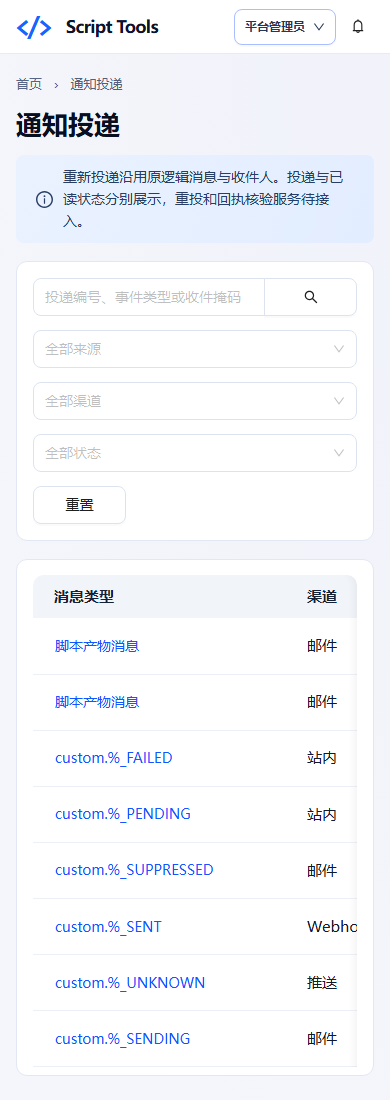 </> Script Tools 平台管理员
首页 › 通知投递
通知投递
重新投递沿用原逻辑消息与收件人。投递与已
读状态分别展示，重投和回执核验服务待接
入。
投递编号、事件类型或收件掩码
全部来源
全部渠道
全部状态
重置
消息类型 渠道
脚本产物消息 邮件
脚本产物消息 邮件
custom.%_FAILED 站内
custom.%_PENDING 站内
custom.%_SUPPRESSED 邮件
custom.%_SENT Webho
custom.%_UNKNOWN 推送
custom.%_SENDING 邮件